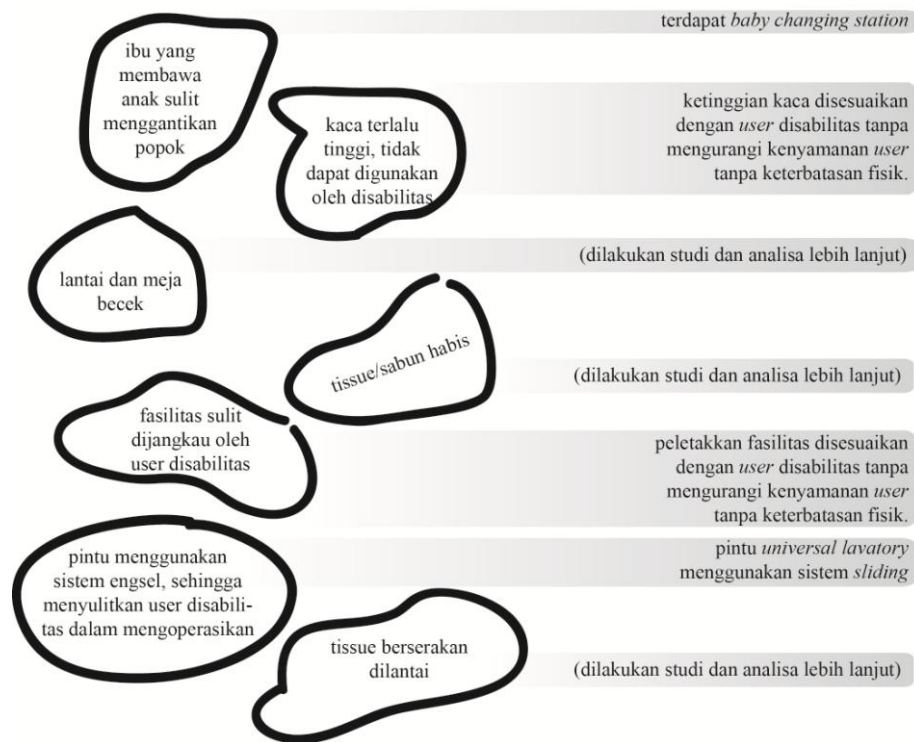 terdapat baby changing station
ibu yang
membawa
anak sulit
menggantikan
popok
kaca terlalu
tinggi, tidak
dapat digunakan
oleh disabilitas
ketinggian kaca disesuaikan
dengan user disabilitas tanpa
mengurangi kenyamanan user
tanpa keterbatasan fisik.
lantai dan meja
becek
(dilakukan studi dan analisa lebih lanjut)
tissue/sabun habis
(dilakukan studi dan analisa lebih lanjut)
fasilitas sulit
dijangkau oleh
user disabilitas
peletakkan fasilitas disesuaikan
dengan user disabilitas tanpa
mengurangi kenyamanan user
tanpa keterbatasan fisik.
pintu menggunakan
sistem engsel, sehingga
menyulitkan user disabili-
tas dalam mengoperasikan
pintu universal lavatory
menggunakan sistem sliding
tissue berserakan
dilantai
(dilakukan studi dan analisa lebih lanjut)